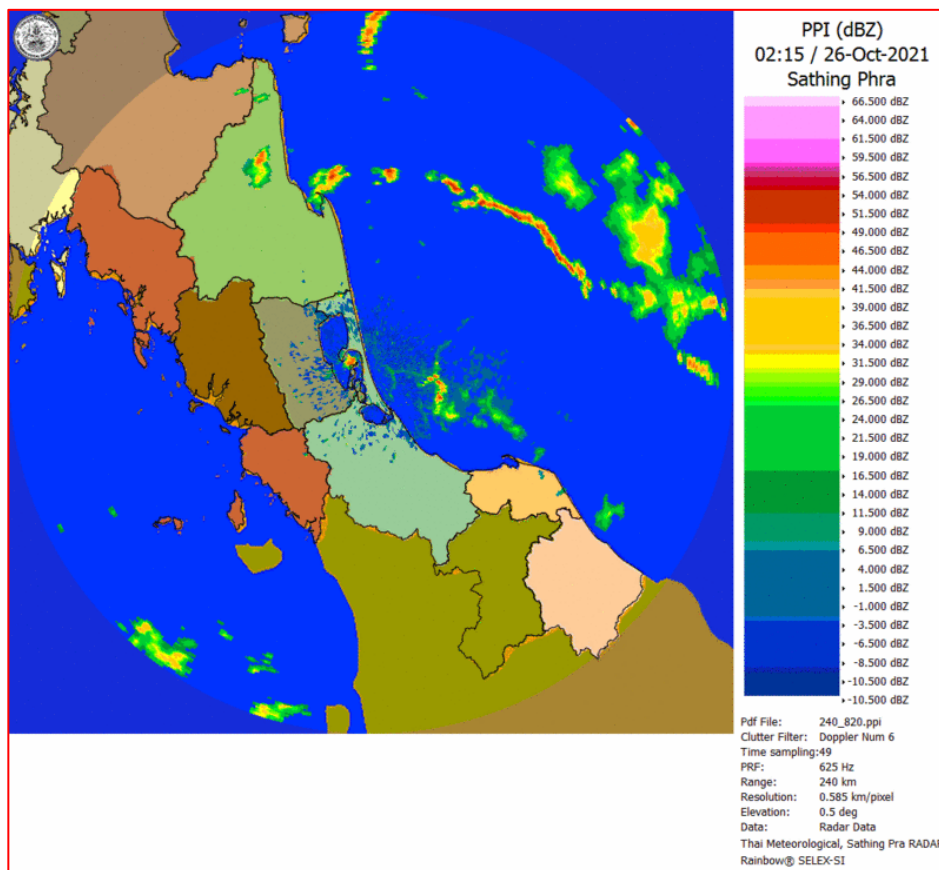 PPI (dBZ)
02:15 / 26-Oct-2021
Sathing Phra
66.500 dBZ
64.000 dBZ
61.500 dBZ
59.500 dBZ
56.500 dBZ
54.000 dBZ
51.500 dBZ
49.000 dBZ
46.500 dBZ
44.000 dBZ
41.500 dBZ
39.000 dBZ
36.500 dBZ
34.000 dBZ
31.500 dBZ
29.000 dBZ
26.500 dBZ
24.000 dBZ
21.500 dBZ
19.000 dBZ
16.500 dBZ
14.000 dBZ
11.500 dBZ
9.000 dBZ
6.500 dBZ
4.000 dBZ
1.500 dBZ
-1.000 dBZ
-3.500 dBZ
-6.500 dBZ
-8.500 dBZ
-10.500 dBZ
-10.500 dBZ
Pdf File: 240_820.ppi
Clutter Filter: Doppler Num 6
Time sampling:49
PRF: 625 Hz
Range: 240 km
Resolution: 0.585 km/pixel
Elevation: 0.5 deg
Data: Radar Data
Thai Meteorological, Sathing Pra RADAR
Rainbow® SELEX-SI